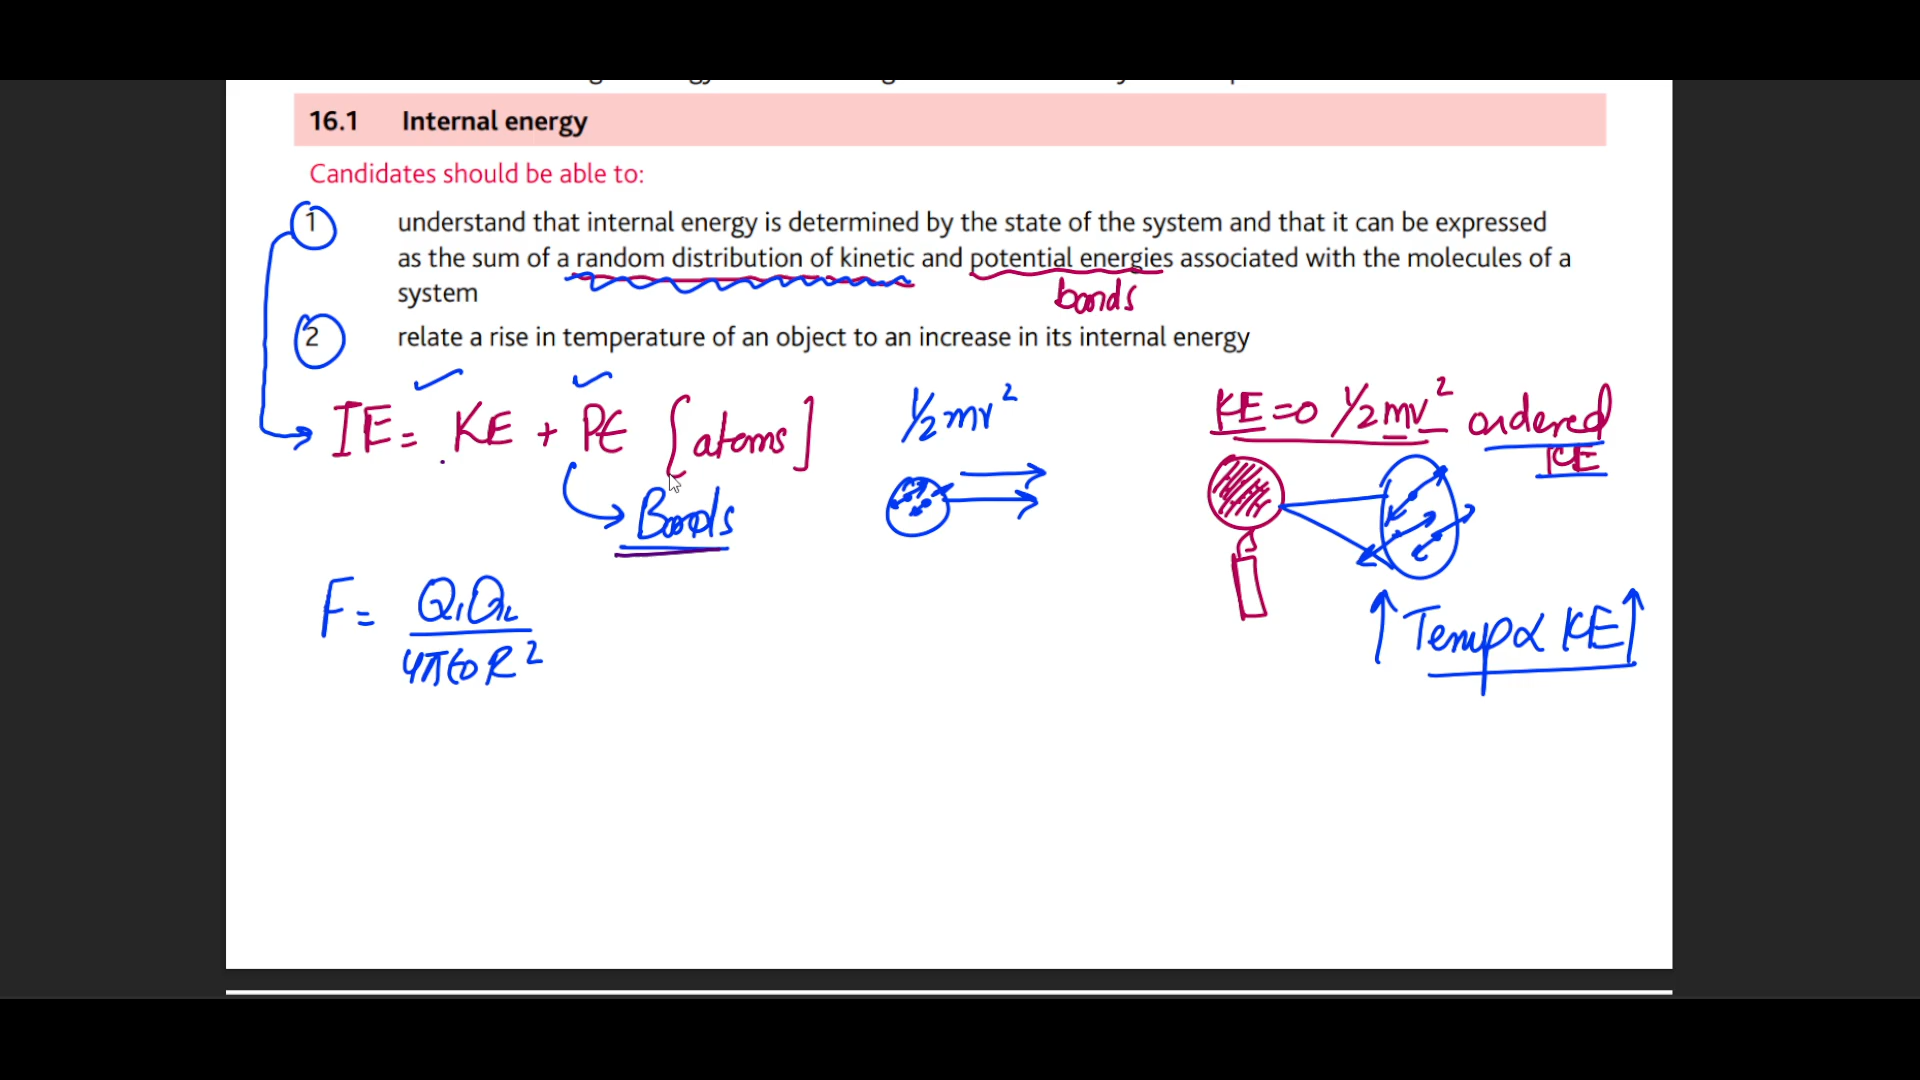 16.1 Internal energy
Candidates should be able to:
1 understand that internal energy is determined by the state of the system and that it can be expressed
as the sum of a random distribution of kinetic and potential energies associated with the molecules of a
system
bonds
2 relate a rise in temperature of an object to an increase in its internal energy
IE = KE + PE [atoms]
½mv²
KE=0 ½mv² ordered
KE
Bonds
F = Q₁Q₂
4πε₀R²
↑ Temp ∝ KE ↑